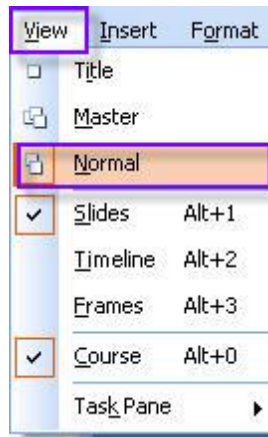 View Insert Format
Title
Master
Normal
Slides Alt+1
Timeline Alt+2
Frames Alt+3
Course Alt+0
Task Pane